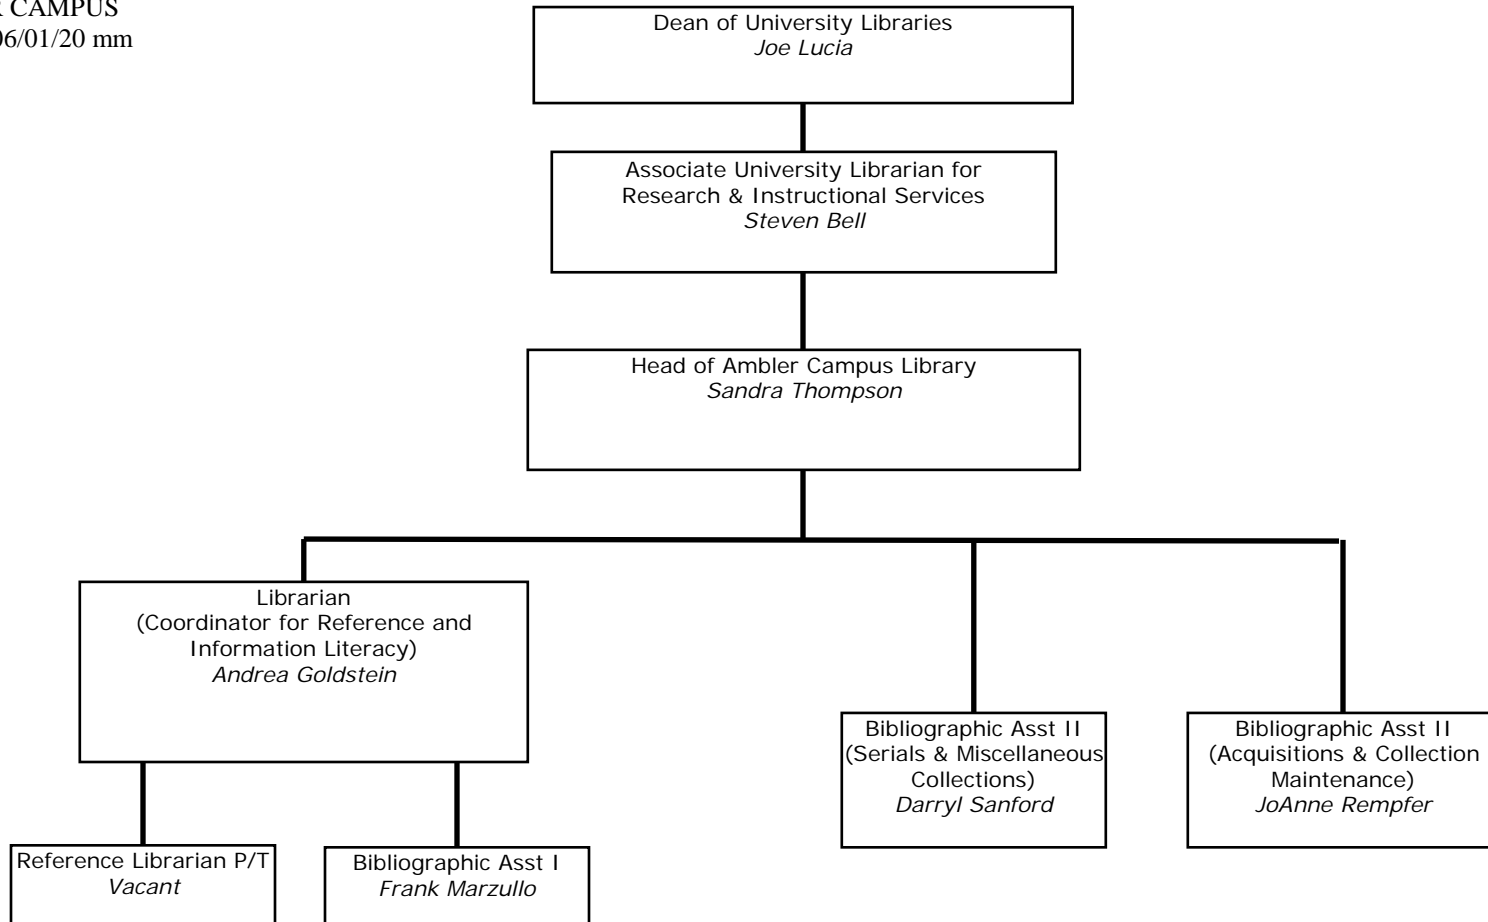 CAMPUS
06/01/20 mm
Dean of University Libraries
Joe Lucia
Associate University Librarian for
Research & Instructional Services
Steven Bell
Head of Ambler Campus Library
Sandra Thompson
Librarian
(Coordinator for Reference and
Information Literacy)
Andrea Goldstein
Bibliographic Asst II
(Serials & Miscellaneous
Collections)
Darryl Sanford
Bibliographic Asst II
(Acquisitions & Collection
Maintenance)
JoAnne Rempfer
Reference Librarian P/T
Vacant
Bibliographic Asst I
Frank Marzullo